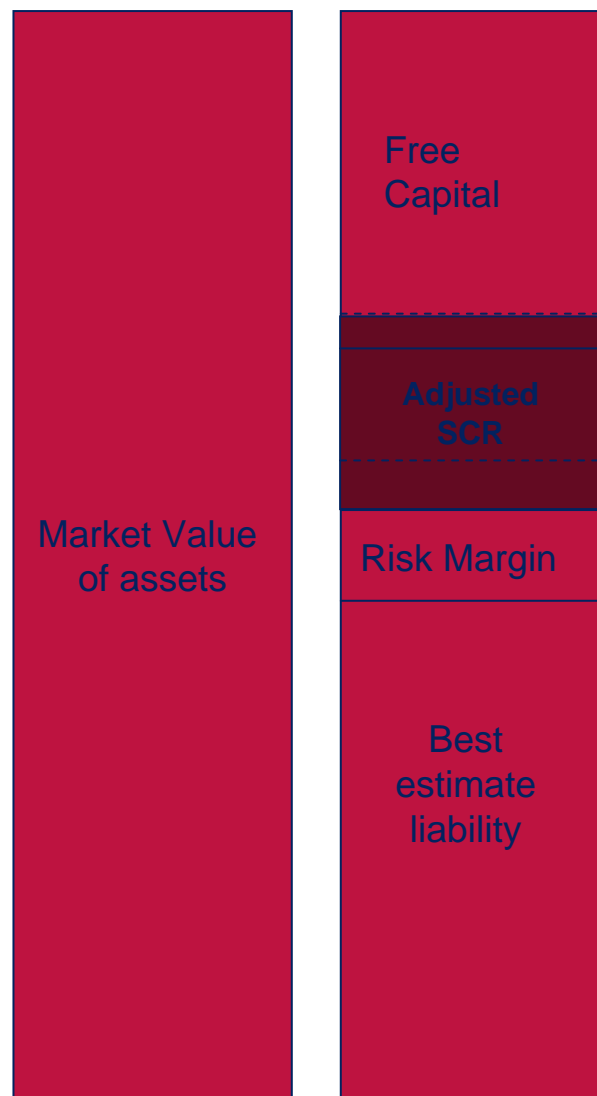 Market Value
of assets
Free
Capital
Adjusted
SCR
Risk Margin
Best
estimate
liability